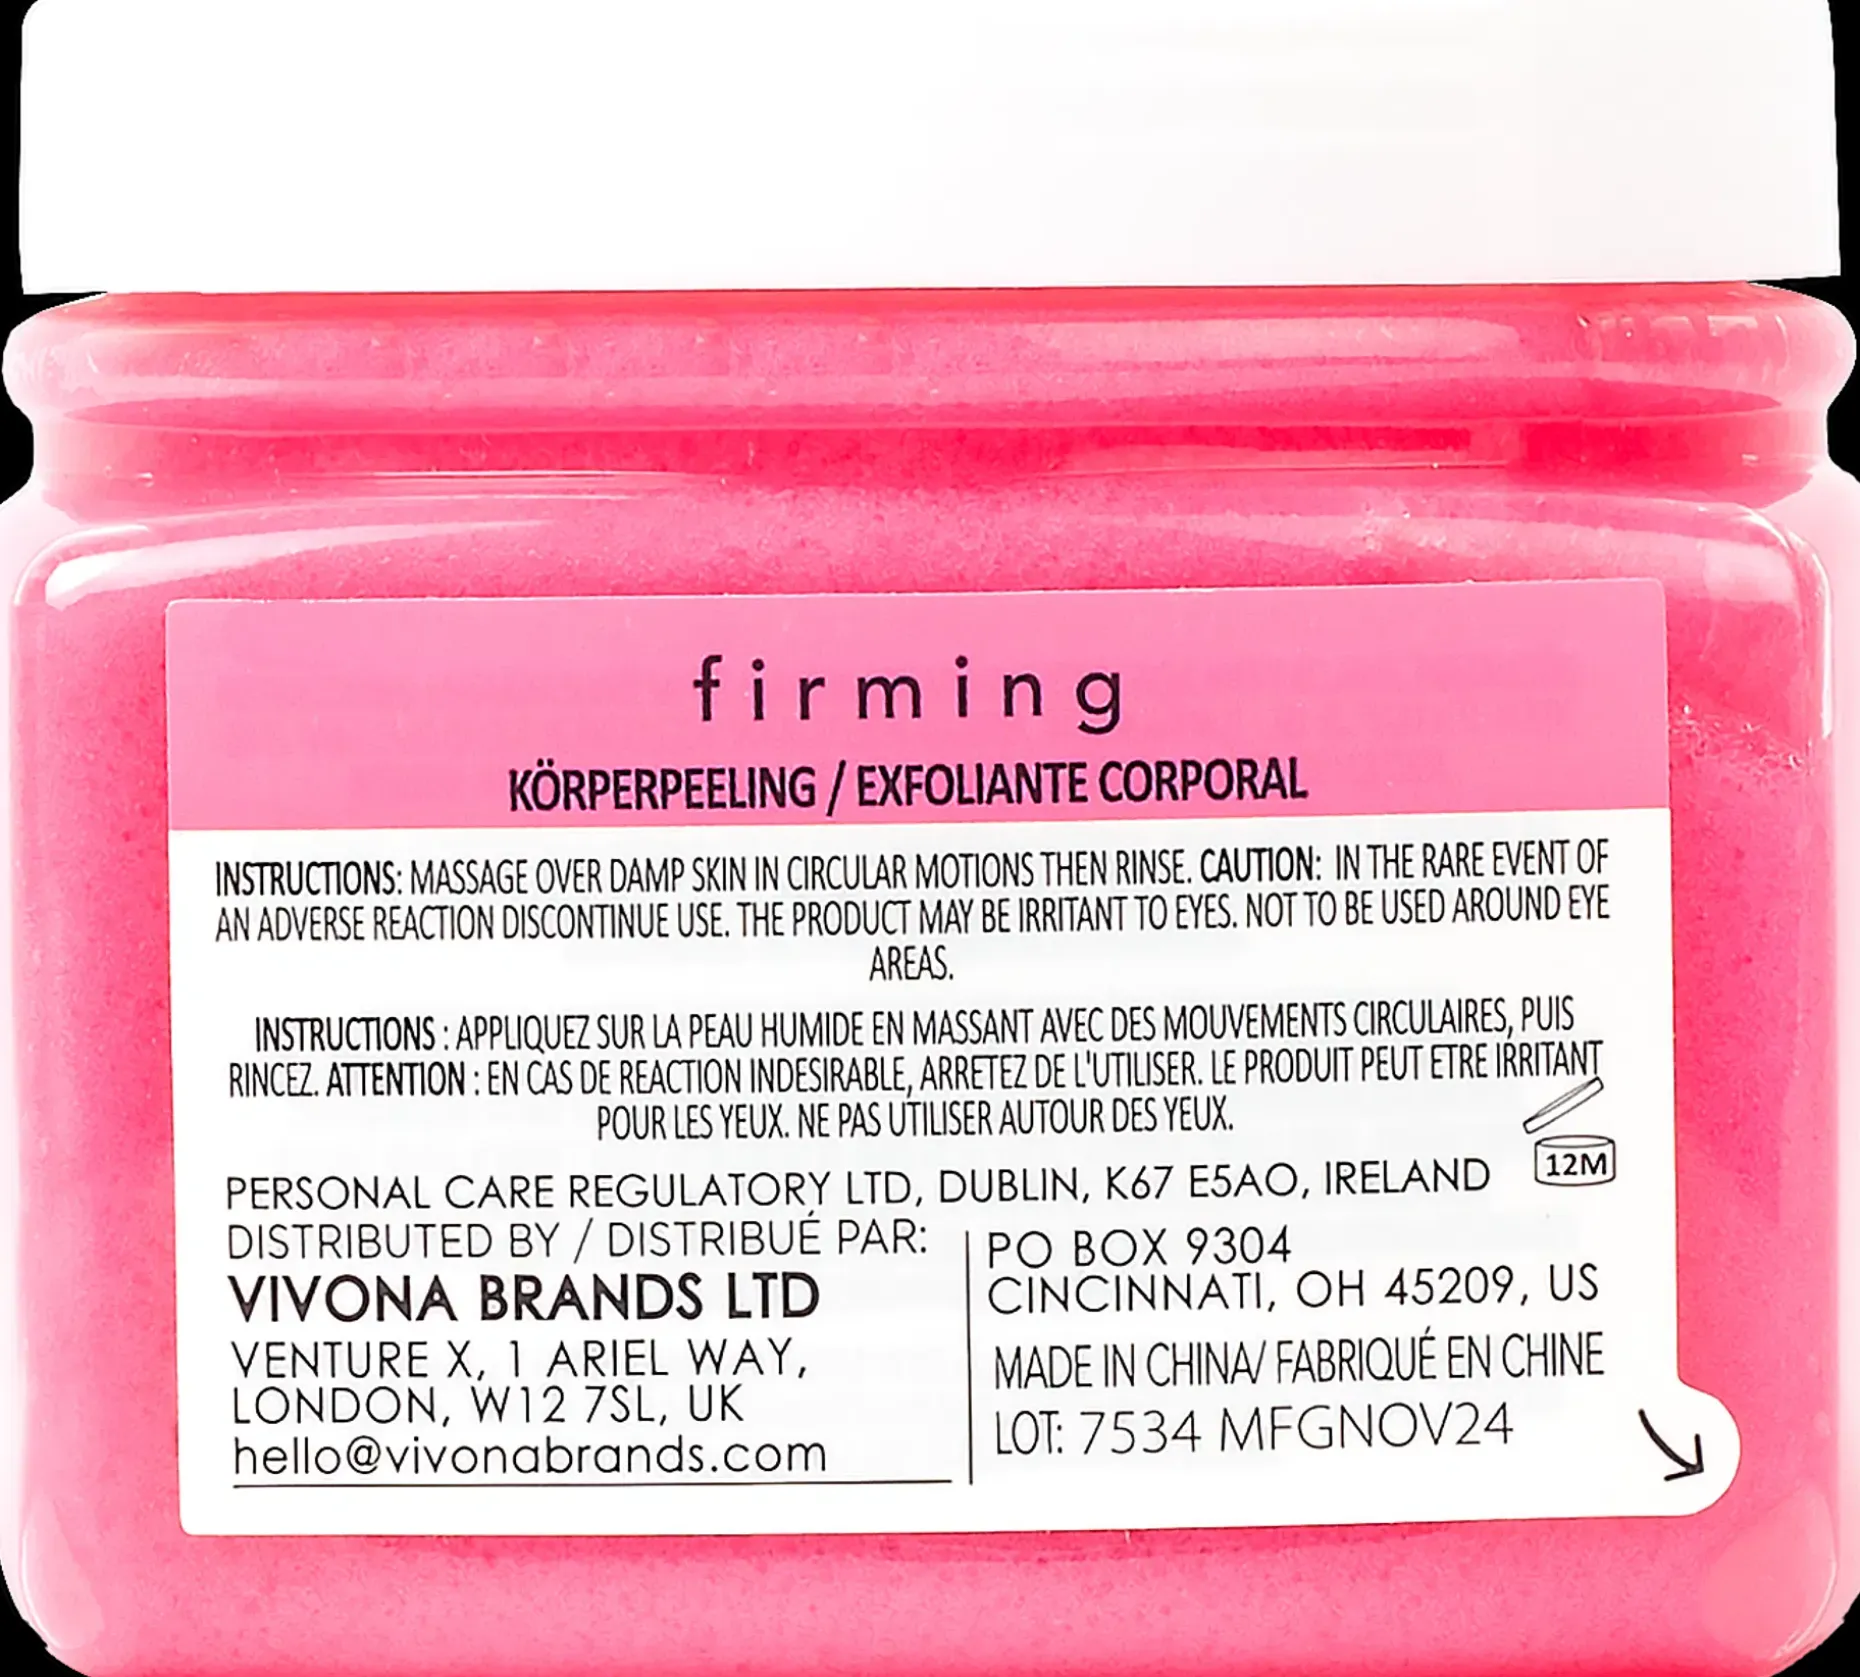 firming
KÖRPERPEELING / EXFOLIANTE CORPORAL
INSTRUCTIONS: MASSAGE OVER DAMP SKIN IN CIRCULAR MOTIONS THEN RINSE. CAUTION: IN THE RARE EVENT OF
AN ADVERSE REACTION DISCONTINUE USE. THE PRODUCT MAY BE IRRITANT TO EYES. NOT TO BE USED AROUND EYE
AREAS.
INSTRUCTIONS : APPLIQUEZ SUR LA PEAU HUMIDE EN MASSANT AVEC DES MOUVEMENTS CIRCULAIRES, PUIS
RINCEZ. ATTENTION : EN CAS DE REACTION INDESIRABLE, ARRETEZ DE L'UTILISER. LE PRODUIT PEUT ETRE IRRITANT
POUR LES YEUX. NE PAS UTILISER AUTOUR DES YEUX.
12M
PERSONAL CARE REGULATORY LTD, DUBLIN, K67 E5AO, IRELAND
DISTRIBUTED BY / DISTRIBUÉ PAR:
VIVONA BRANDS LTD
VENTURE X, 1 ARIEL WAY,
LONDON, W12 7SL, UK
hello@vivonabrands.com
PO BOX 9304
CINCINNATI, OH 45209, US
MADE IN CHINA/ FABRIQUÉ EN CHINE
LOT: 7534 MFGNOV24